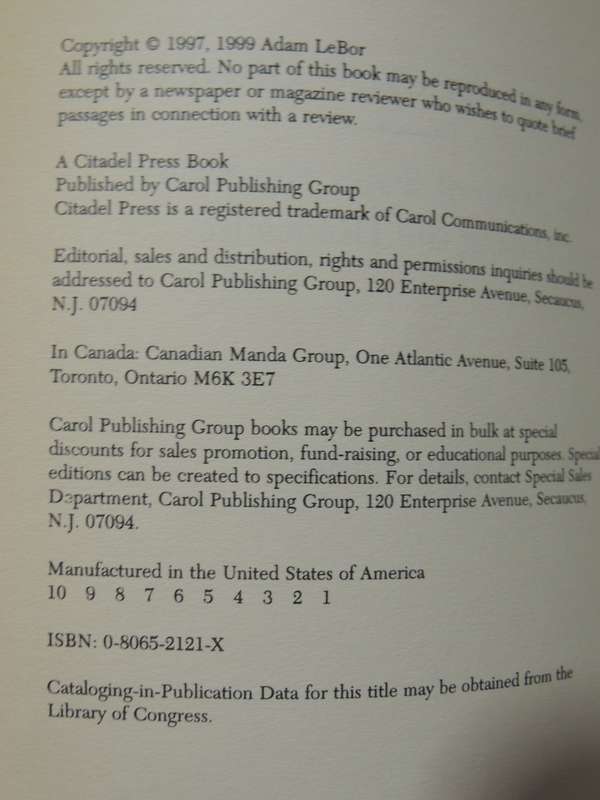 Copyright © 1997, 1999 Adam LeBor
All rights reserved. No part of this book may be reproduced in any form,
except by a newspaper or magazine reviewer who wishes to quote brief
passages in connection with a review.
A Citadel Press Book
Published by Carol Publishing Group
Citadel Press is a registered trademark of Carol Communications, inc.
Editorial, sales and distribution, rights and permissions inquiries should be
addressed to Carol Publishing Group, 120 Enterprise Avenue, Secaucus,
N.J. 07094
In Canada: Canadian Manda Group, One Atlantic Avenue, Suite 105,
Toronto, Ontario M6K 3E7
Carol Publishing Group books may be purchased in bulk at special
discounts for sales promotion, fund-raising, or educational purposes. Special
editions can be created to specifications. For details, contact Special Sales
Department, Carol Publishing Group, 120 Enterprise Avenue, Secaucus,
N.J. 07094.
Manufactured in the United States of America
10 9 8 7 6 5 4 3 2 1
ISBN: 0-8065-2121-X
Cataloging-in-Publication Data for this title may be obtained from the
Library of Congress.